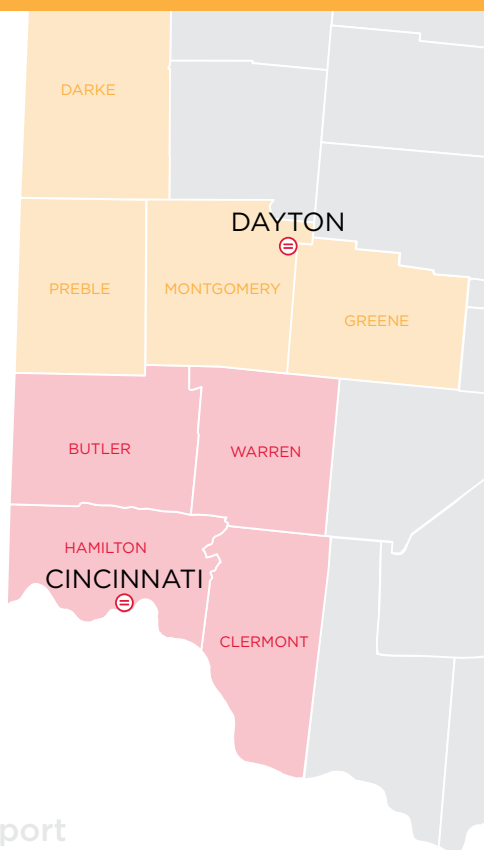 DARKE
DAYTON
PREBLE
MONTGOMERY
GREENE
BUTLER
WARREN
HAMILTON
CINCINNATI
CLERMONT
port